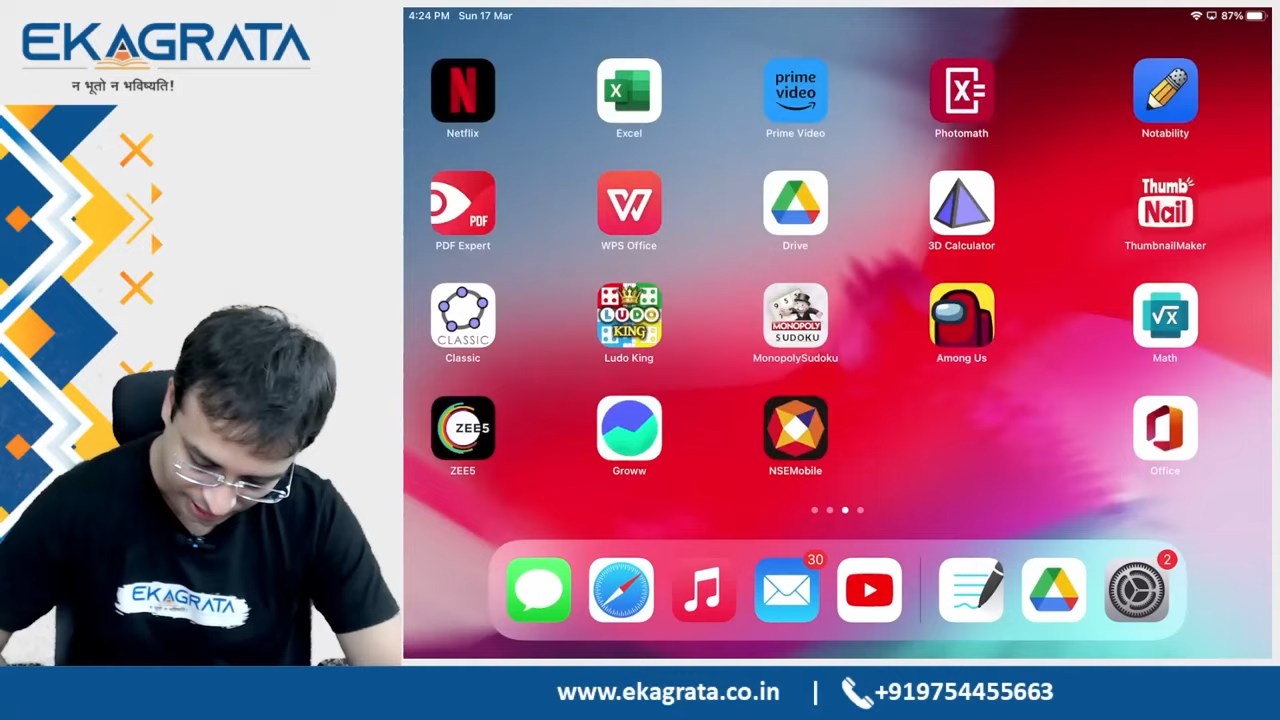 EKAGRATA
न भूतो न भविष्यति!
4:24 PM Sun 17 Mar
87%
N
Netflix
X
Excel
prime
video
Prime Video
X
Photomath
Notability
PDF
PDF Expert
W
WPS Office
Drive
3D Calculator
Thumb
Nail
ThumbnailMaker
CLASSIC
Classic
LUDO
KING
Ludo King
MONOPOLY
SUDOKU
MonopolySudoku
Among Us
√x
Math
ZEE5
ZEE5
Groww
NSEMobile
Office
30
2
EKAGRATA
www.ekagrata.co.in | +919754455663